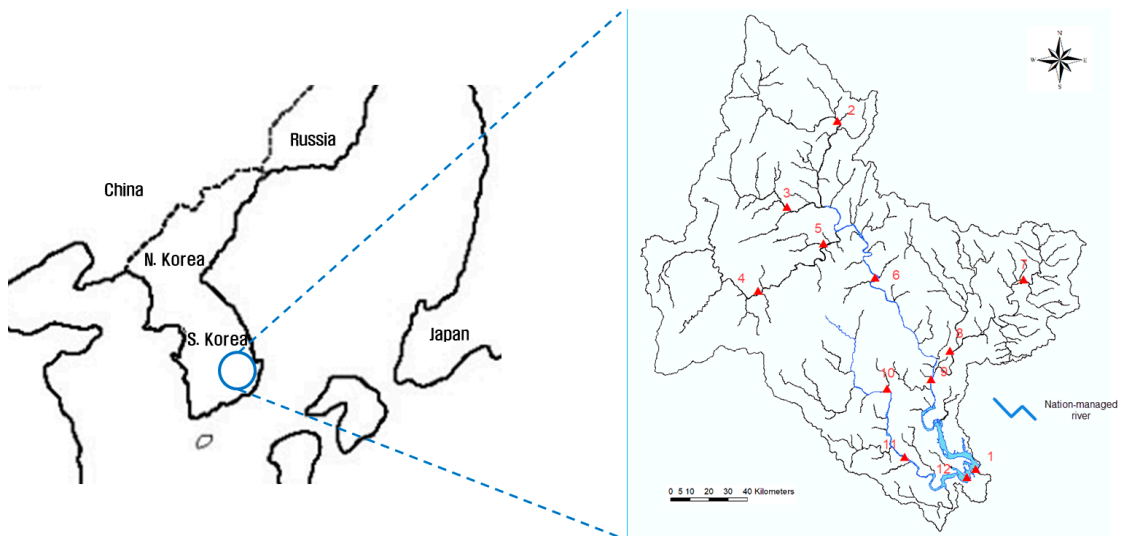 Russia
China
N. Korea
S. Korea
Japan
N
W
E
S
2
3
5
4
6
7
8
9
10
11
12
1
Nation-managed
river
0 5 10 20 30 40 Kilometers